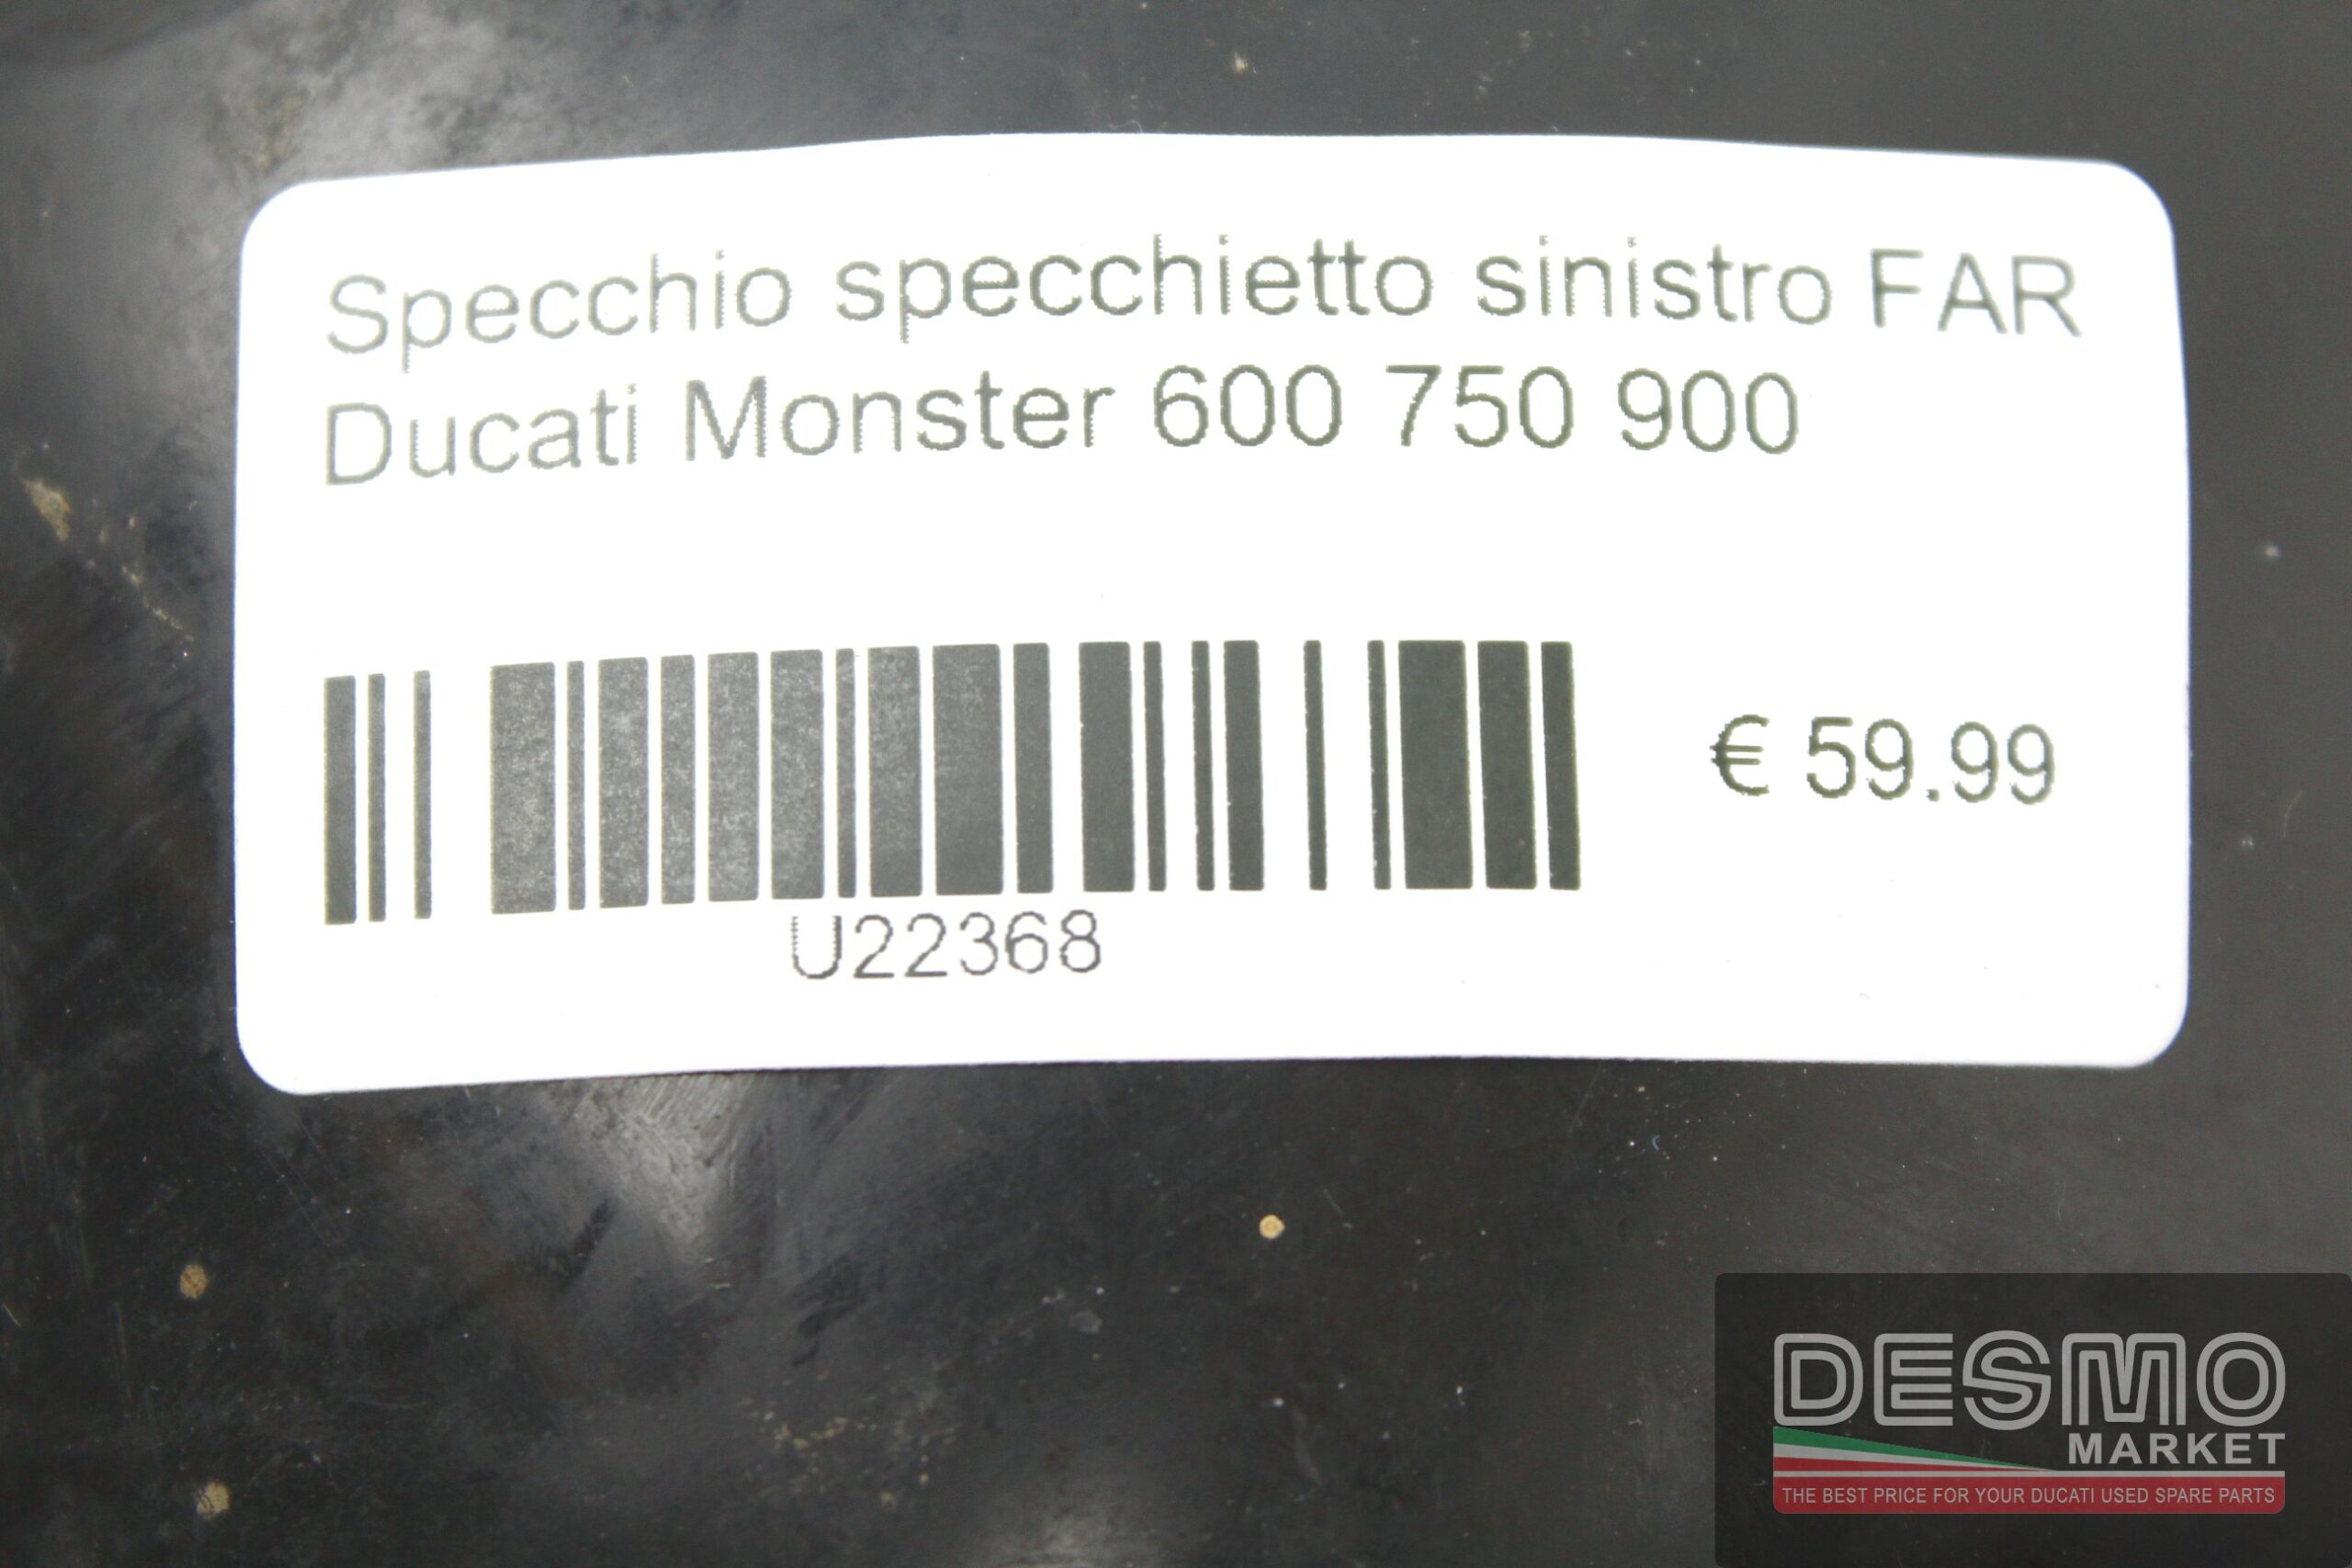 Specchio specchietto sinistro FAR
Ducati Monster 600 750 900
€ 59.99
U22368
DESMO
MARKET
THE BEST PRICE FOR YOUR DUCATI USED SPARE PARTS